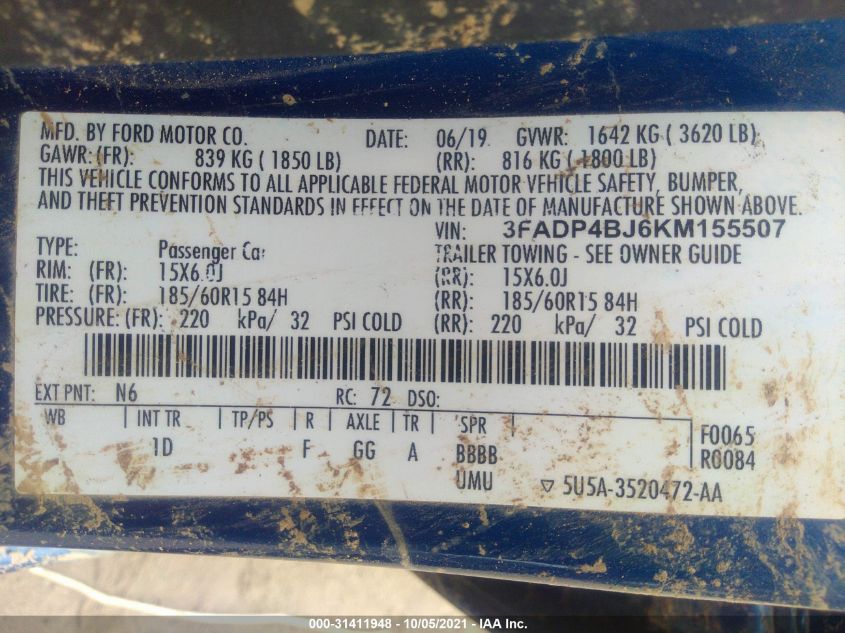 MFD. BY FORD MOTOR CO. DATE: 06/19 GVWR: 1642 KG ( 3620 LB)
GAWR: (FR): 839 KG ( 1850 LB) (RR): 816 KG ( 1800 LB)
THIS VEHICLE CONFORMS TO ALL APPLICABLE FEDERAL MOTOR VEHICLE SAFETY, BUMPER,
AND THEFT PREVENTION STANDARDS IN EFFECT ON THE DATE OF MANUFACTURE SHOWN ABOVE.
VIN: 3FADP4BJ6KM155507
TYPE: Passenger Car TRAILER TOWING - SEE OWNER GUIDE
RIM: (FR): 15X6.0J (RR): 15X6.0J
TIRE: (FR): 185/60R15 84H (RR): 185/60R15 84H
PRESSURE: (FR): 220 kPa/ 32 PSI COLD (RR): 220 kPa/ 32 PSI COLD
EXT PNT: N6 RC: 72 DSO:
WB INT TR TP/PS R AXLE TR SPR
1D F GG A BBBB
UMU
F0065
R0084
5U5A-3520472-AA
000-31411948 - 10/05/2021 - IAA Inc.